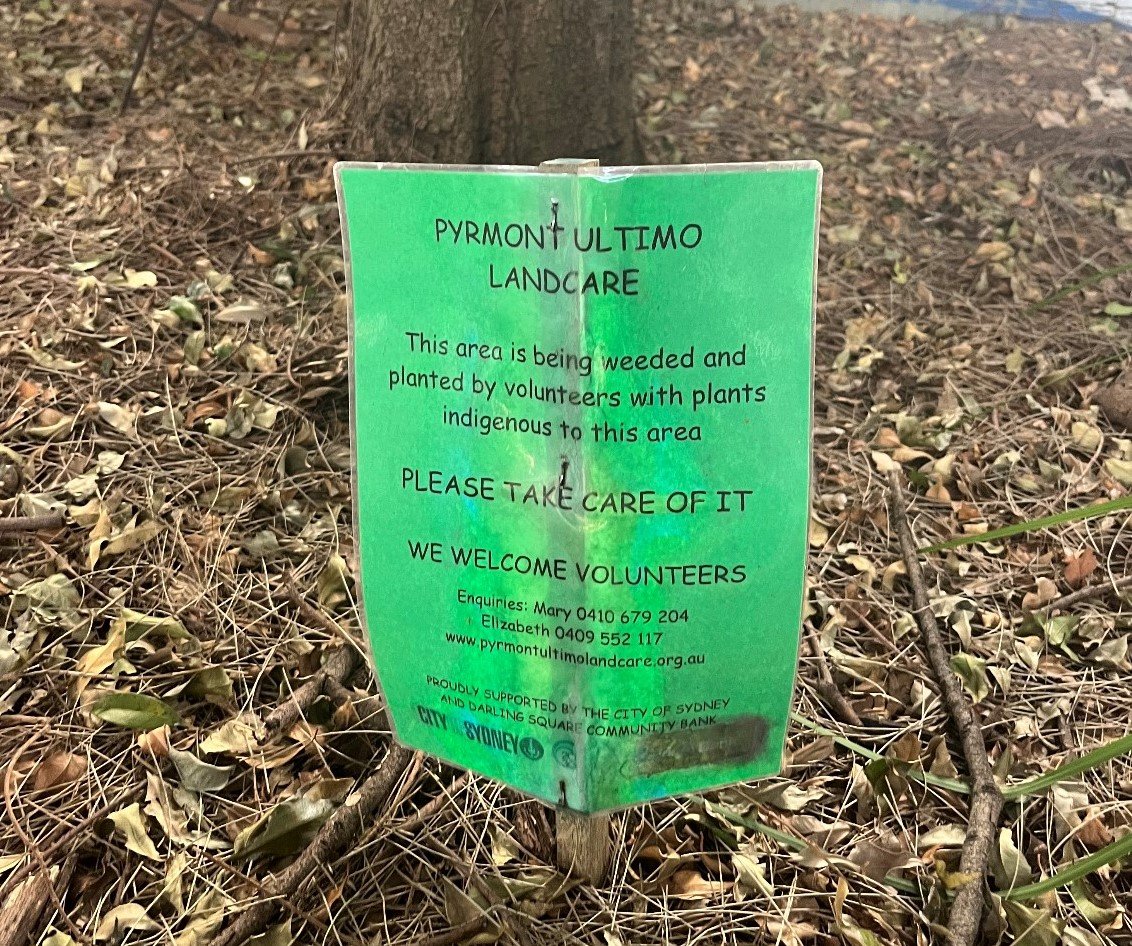 PYRMONT ULTIMO
LANDCARE
This area is being weeded and
planted by volunteers with plants
indigenous to this area
PLEASE TAKE CARE OF IT
WE WELCOME VOLUNTEERS
Enquiries: Mary 0410 679 204
Elizabeth 0409 552 117
www.pyrmontultimolandcare.org.au
PROUDLY SUPPORTED BY THE CITY OF SYDNEY
AND DARLING SQUARE COMMUNITY BANK
CITY SYDNEY